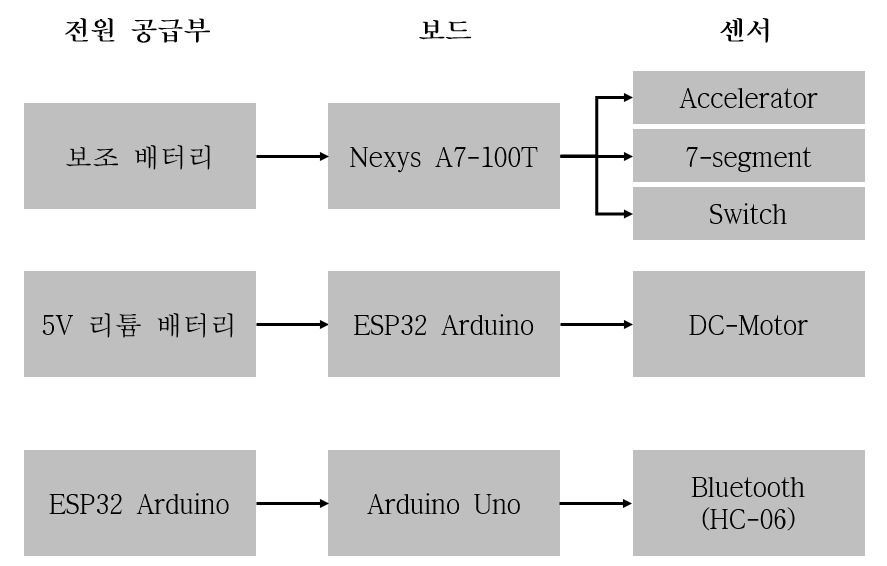 전원 공급부
보드
센서
보조 배터리
Nexys A7-100T
Accelerator
7-segment
Switch
5V 리튬 배터리
ESP32 Arduino
DC-Motor
ESP32 Arduino
Arduino Uno
Bluetooth
(HC-06)